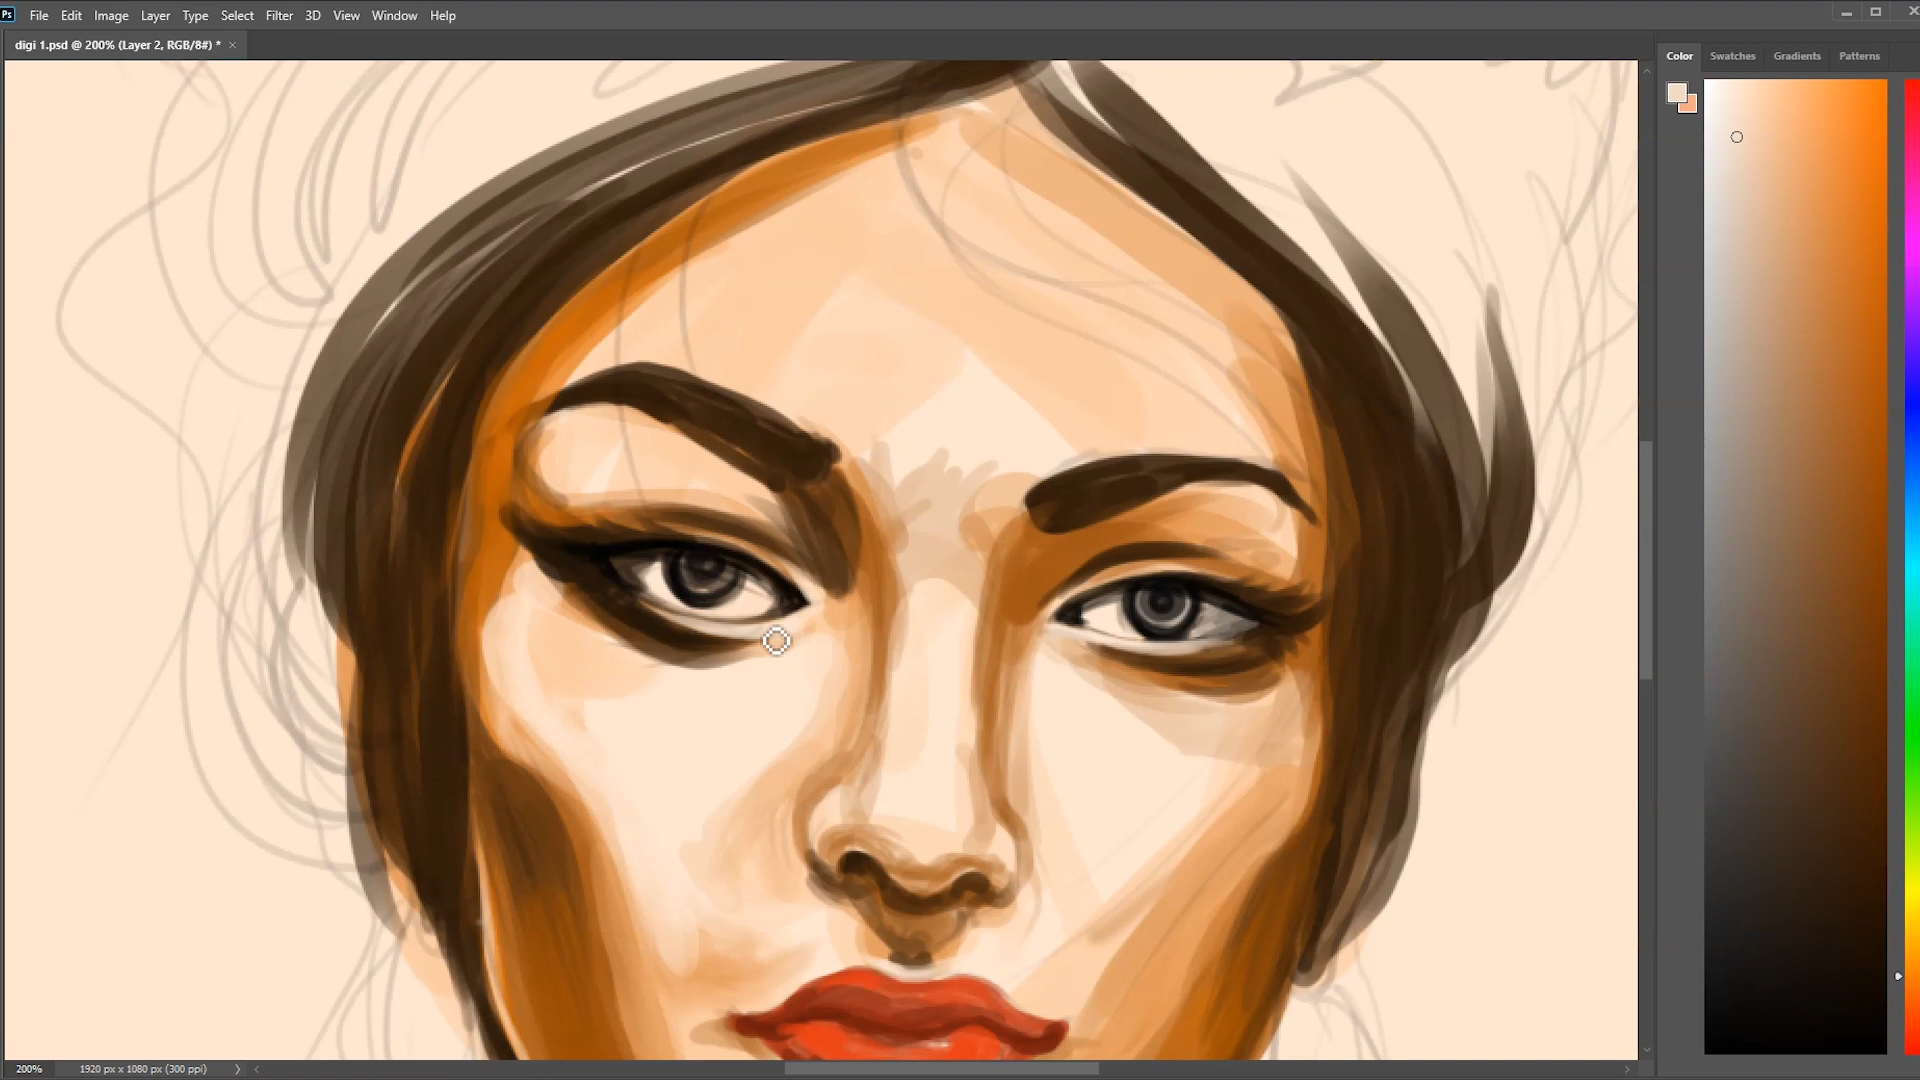 Ps File Edit Image Layer Type Select Filter 3D View Window Help
digi 1.psd @ 200% (Layer 2, RGB/8#) *
Color Swatches Gradients Patterns
200% 1920 px x 1080 px (300 ppi)